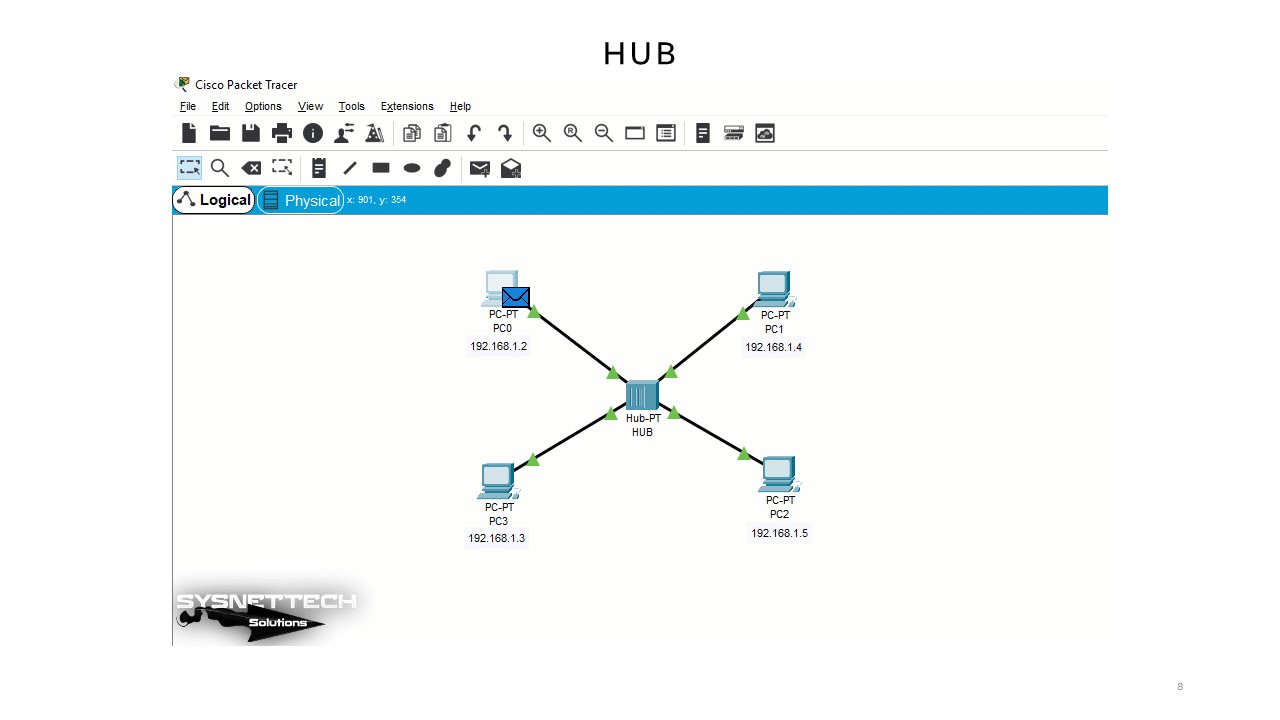 HUB
Cisco Packet Tracer
File Edit Options View Tools Extensions Help
Logical Physical x: 901, y: 354
PC-PT
PC0
192.168.1.2
PC-PT
PC1
192.168.1.4
Hub-PT
HUB
PC-PT
PC3
192.168.1.3
PC-PT
PC2
192.168.1.5
SYSNETTECH
Solutions
8